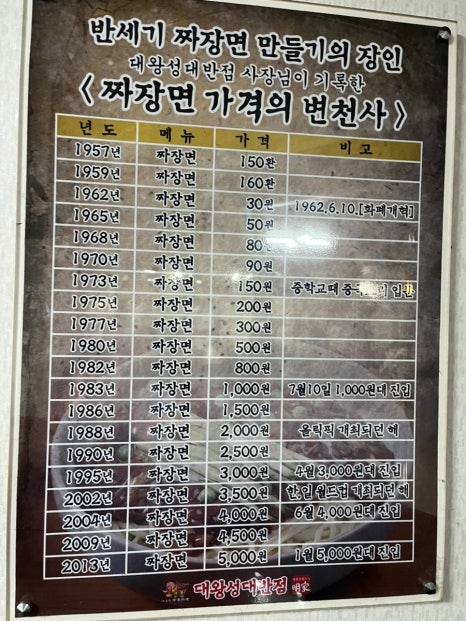 반세기 짜장면 만들기의 장인
대왕성대반점 사장님이 기록한
< 짜장면 가격의 변천사 >
년 도 메 뉴 가 격 비 고
1957년 짜장면 150환
1959년 짜장면 160환
1962년 짜장면 30원 1962.6.10.[화폐개혁]
1965년 짜장면 50원
1968년 짜장면 80
1970년 짜장면 90원
1973년 짜장면 150원 중학교때
1975년 짜장면 200원
1977년 짜장면 300원
1980년 짜장면 500원
1982년 짜장면 800원
1983년 짜장면 1,000원 7월10일 1,000원대 진입
1986년 짜장면 1,500원
1988년 짜장면 2,000원 올릭픽 개최되던 해
1990년 짜장면 2,500원
1995년 짜장면 3,000원 4월 3,000원대 진입
2002년 짜장면 3,500원 한.일 월드컵 개최되던 해
2004년 짜장면 4,000원 6월 4,000원대 진입
2009년 짜장면 4,500원
2013년 짜장면 5,000원 1월 5,000원대 진입
대왕성대반점 明家